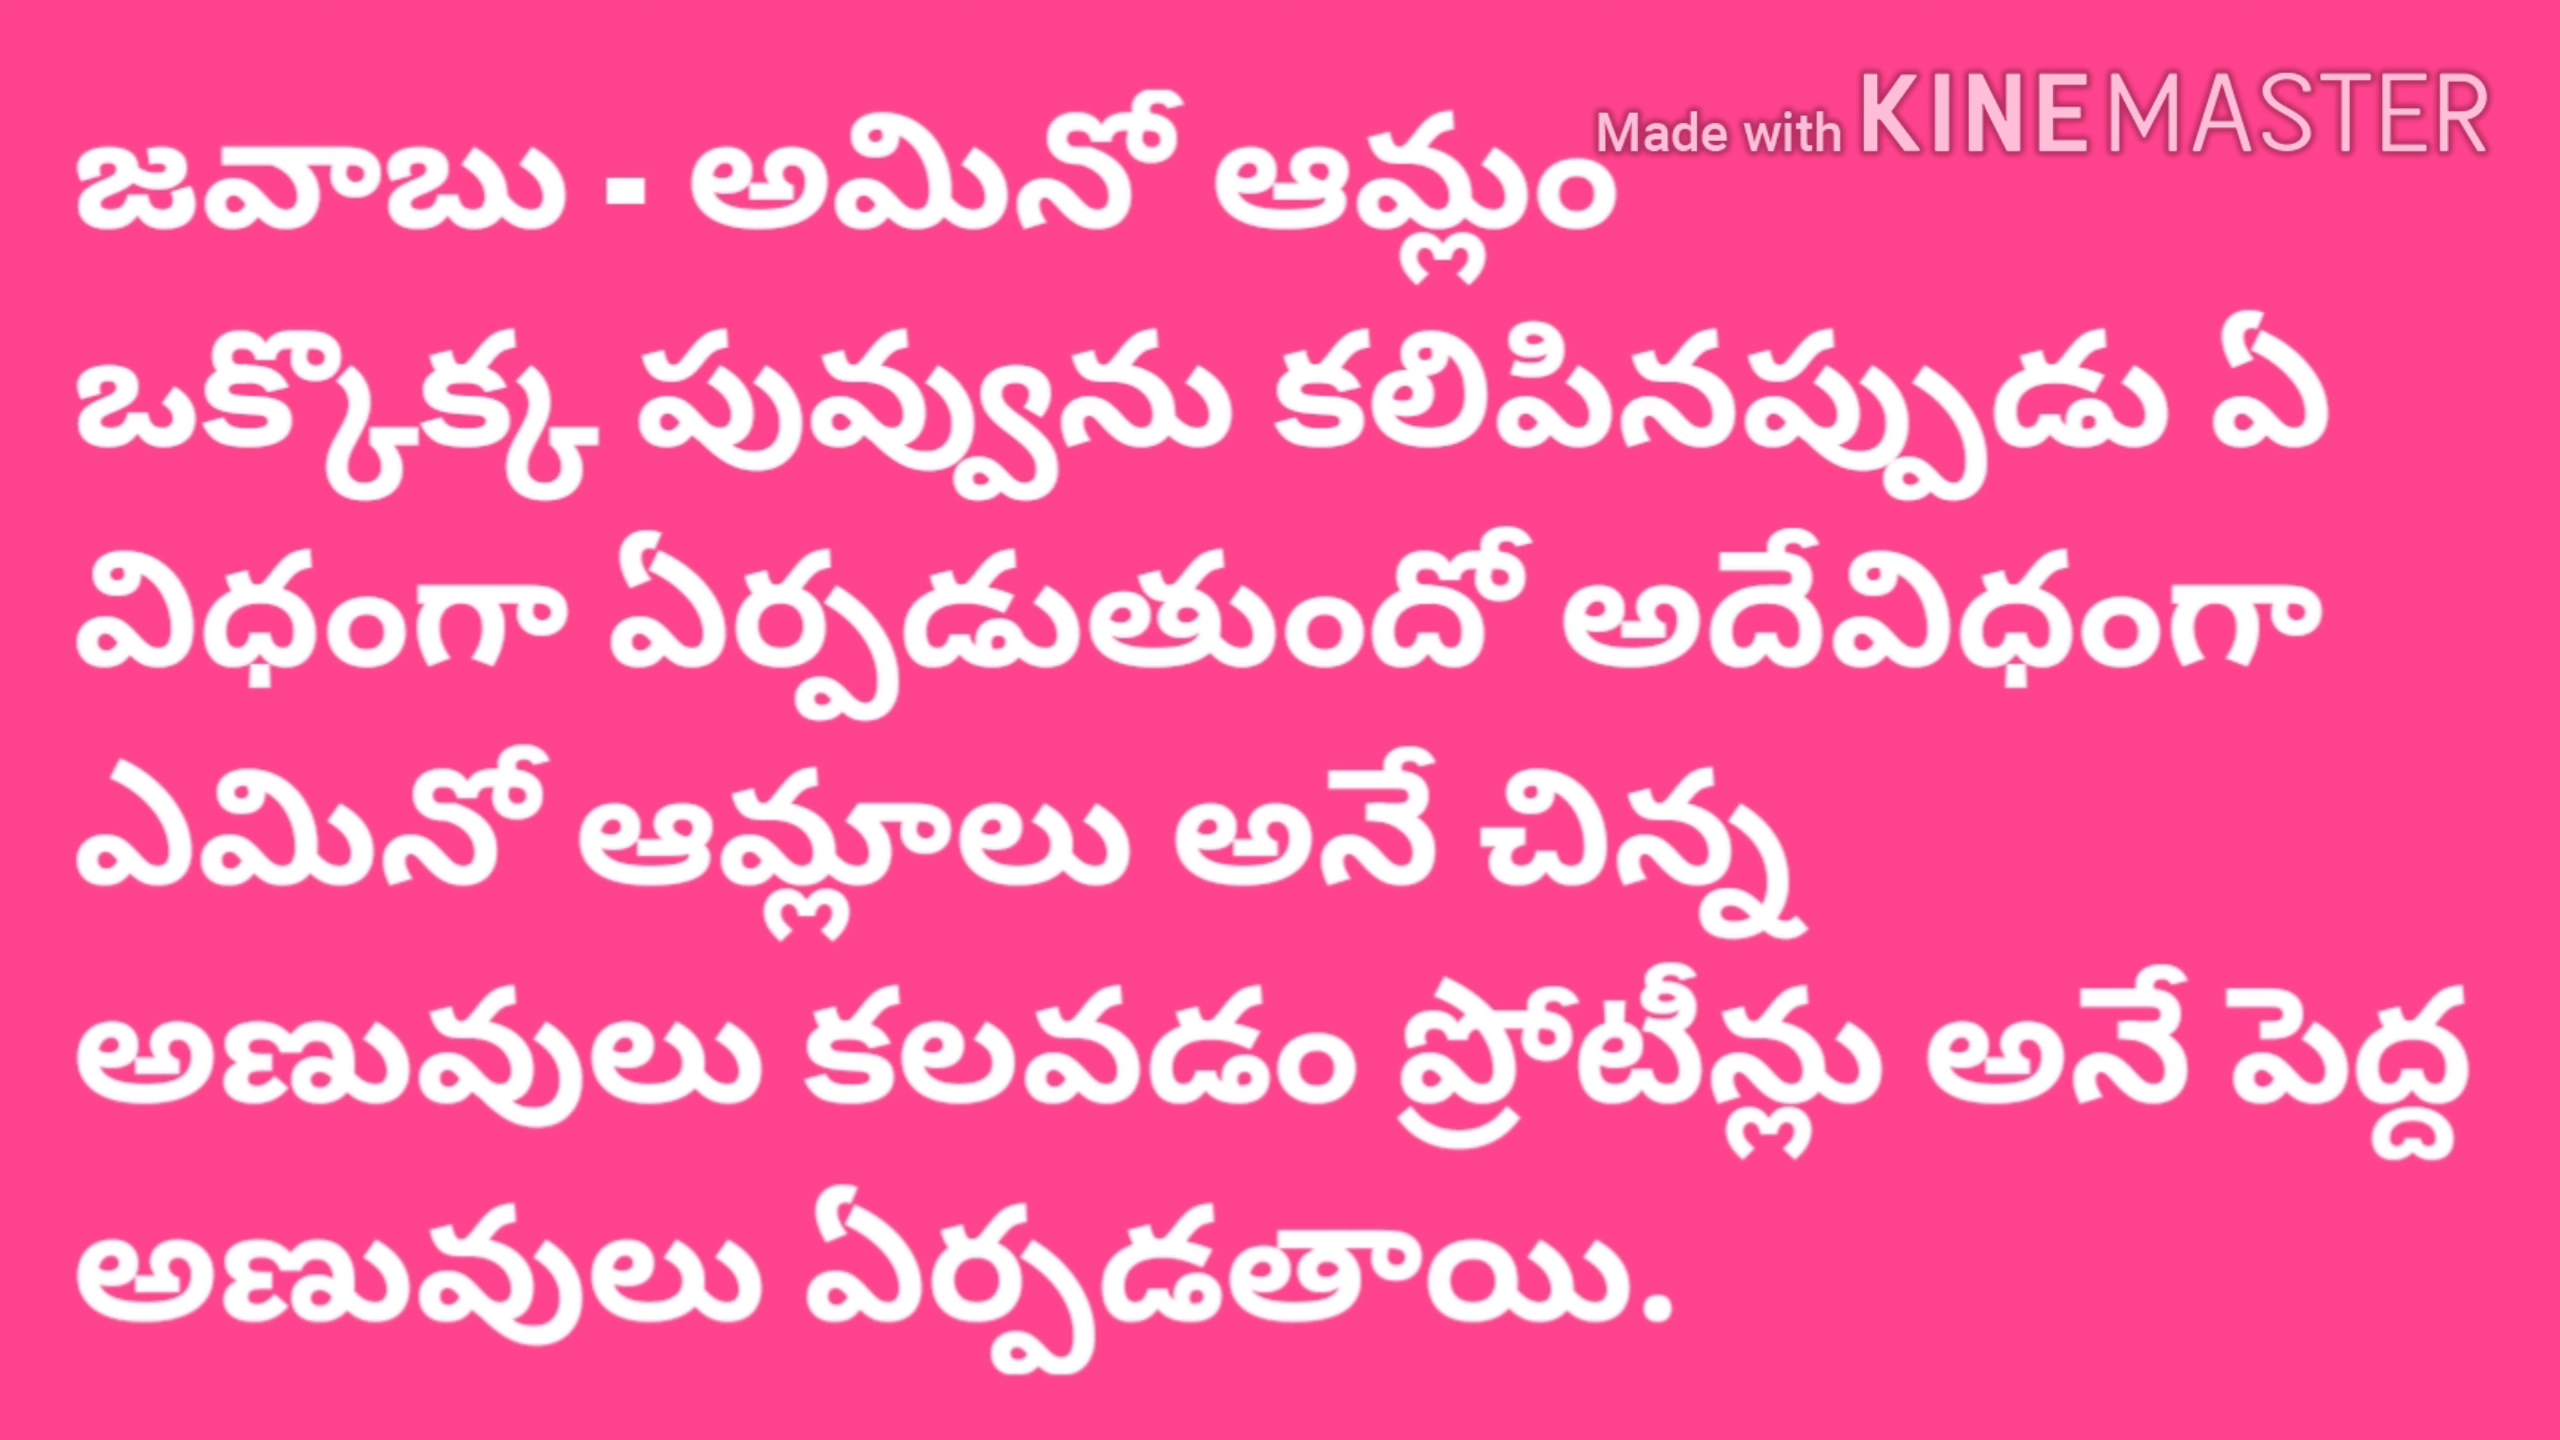 Made with KINEMASTER
జవాబు - అమినో ఆమ్లం
ఒక్కొక్క పువ్వును కలిపినప్పుడు ఏ
విధంగా ఏర్పడుతుందో అదేవిధంగా
ఎమినో ఆమ్లాలు అనే చిన్న
అణువులు కలవడం ప్రోటీన్లు అనే పెద్ద
అణువులు ఏర్పడతాయి.